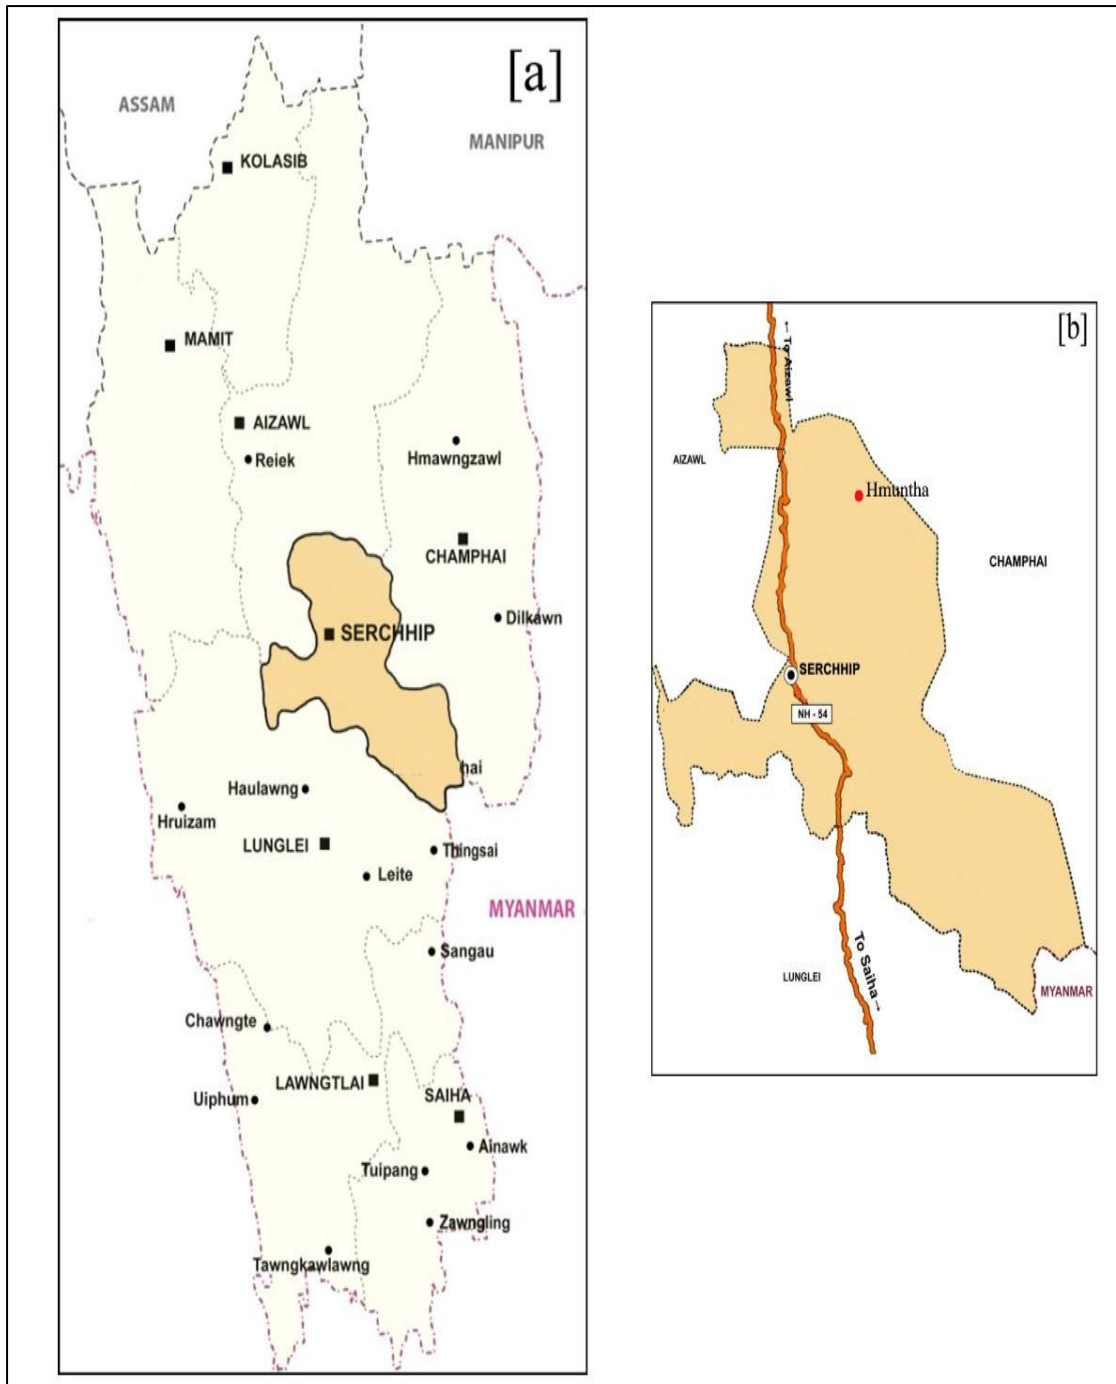 [a]
ASSAM
MANIPUR
KOLASIB
MAMIT
AIZAWL
Reiek
Hmawngzawl
CHAMPHAI
Dilkawn
SERCHHIP
hai
Haulawng
Hruizam
LUNGLEI
Thingsai
Leite
MYANMAR
Sangau
Chawngte
LAWNGTLAI
SAIHA
Uiphum
Ainawk
Tuipang
Zawngling
Tawngkawlawng
[b]
←To Aizawl
AIZAWL
Hmuntha
CHAMPHAI
SERCHHIP
NH - 54
To Saiha→
LUNGLEI
MYANMAR